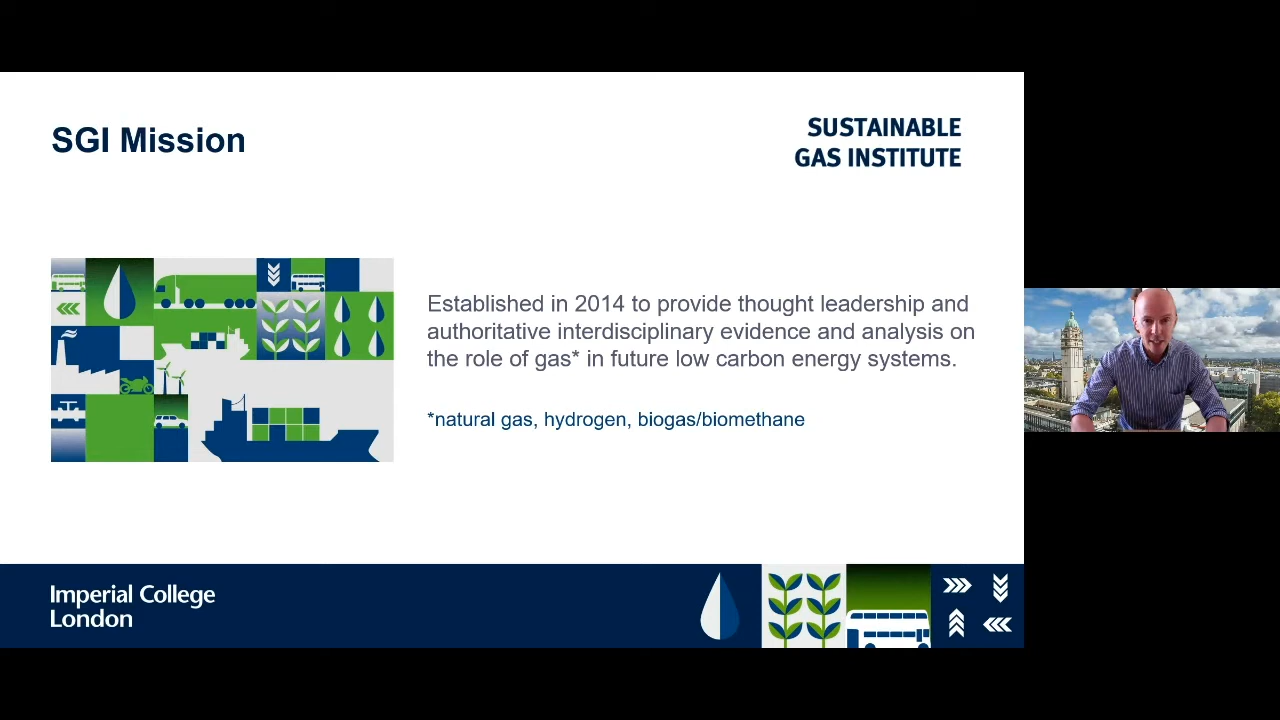 SGI Mission
SUSTAINABLE
GAS INSTITUTE
Established in 2014 to provide thought leadership and
authoritative interdisciplinary evidence and analysis on
the role of gas* in future low carbon energy systems.
*natural gas, hydrogen, biogas/biomethane
Imperial College
London